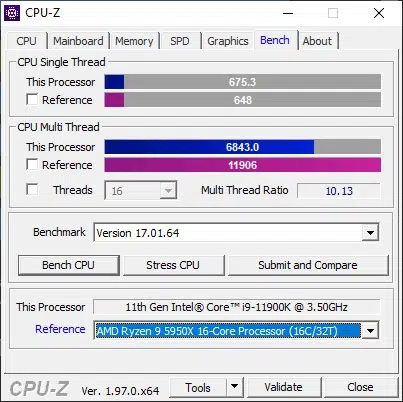 CPU-Z
CPU Mainboard Memory SPD Graphics Bench About
CPU Single Thread
This Processor 675.3
Reference 648
CPU Multi Thread
This Processor 6843.0
Reference 11906
Threads 16 Multi Thread Ratio 10.13
Benchmark Version 17.01.64
Bench CPU Stress CPU Submit and Compare
This Processor 11th Gen Intel® Core™ i9-11900K @ 3.50GHz
Reference AMD Ryzen 9 5950X 16-Core Processor (16C/32T)
CPU-Z Ver. 1.97.0.x64 Tools Validate Close